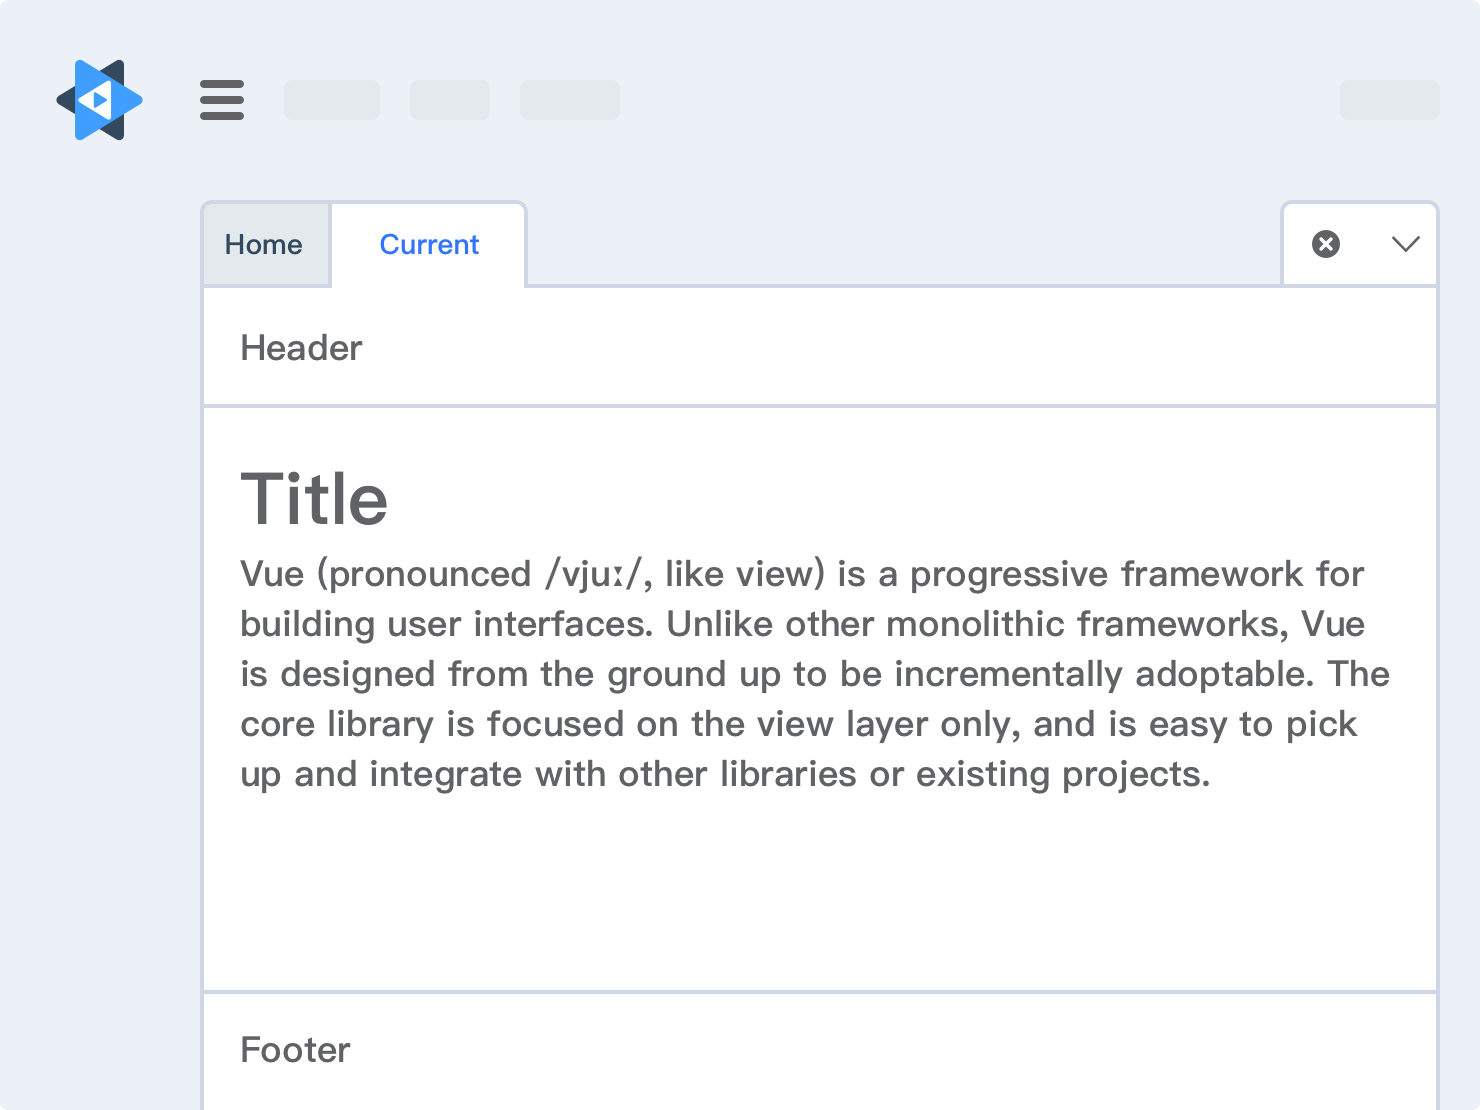 Home
Current
Header
Title
Vue (pronounced /vjuː/, like view) is a progressive framework for
building user interfaces. Unlike other monolithic frameworks, Vue
is designed from the ground up to be incrementally adoptable. The
core library is focused on the view layer only, and is easy to pick
up and integrate with other libraries or existing projects.
Footer